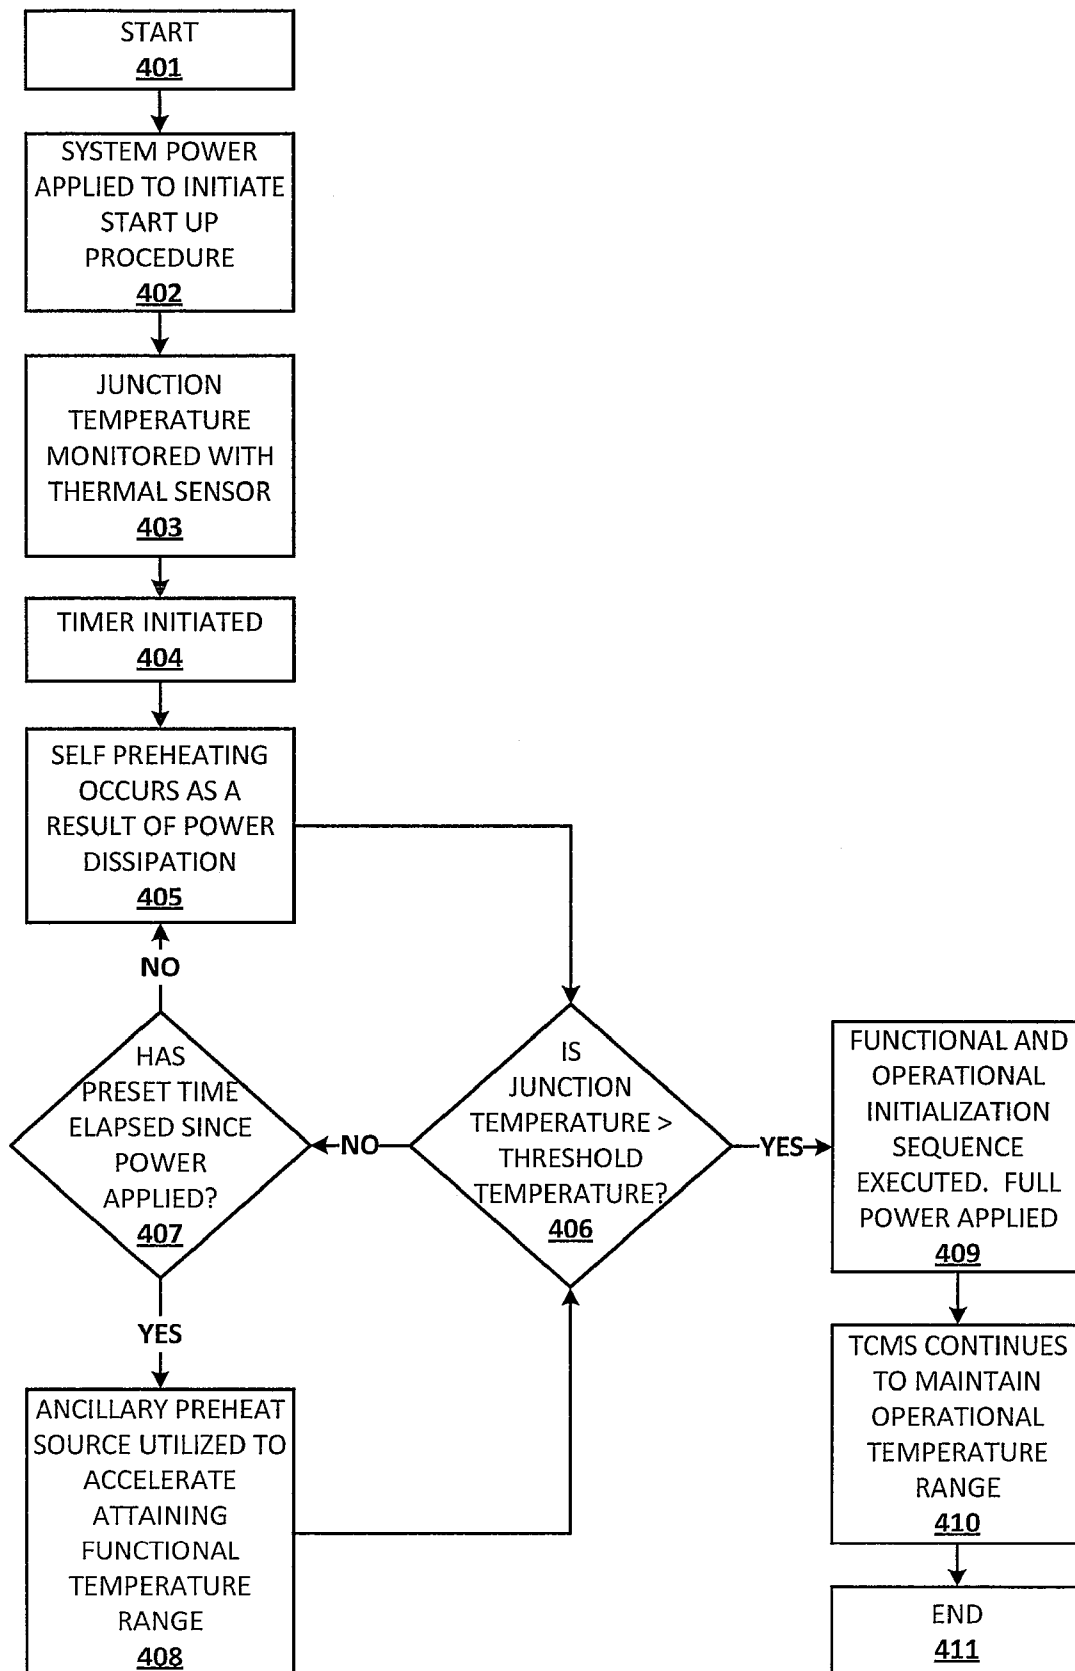 START
401
SYSTEM POWER
APPLIED TO INITIATE
START UP
PROCEDURE
402
JUNCTION
TEMPERATURE
MONITORED WITH
THERMAL SENSOR
403
TIMER INITIATED
404
SELF PREHEATING
OCCURS AS A
RESULT OF POWER
DISSIPATION
405
NO
HAS
PRESET TIME
ELAPSED SINCE
POWER
APPLIED?
407
NO
IS
JUNCTION
TEMPERATURE >
THRESHOLD
TEMPERATURE?
406
YES
FUNCTIONAL AND
OPERATIONAL
INITIALIZATION
SEQUENCE
EXECUTED. FULL
POWER APPLIED
409
YES
ANCILLARY PREHEAT
SOURCE UTILIZED TO
ACCELERATE
ATTAINING
FUNCTIONAL
TEMPERATURE
RANGE
408
TCMS CONTINUES
TO MAINTAIN
OPERATIONAL
TEMPERATURE
RANGE
410
END
411